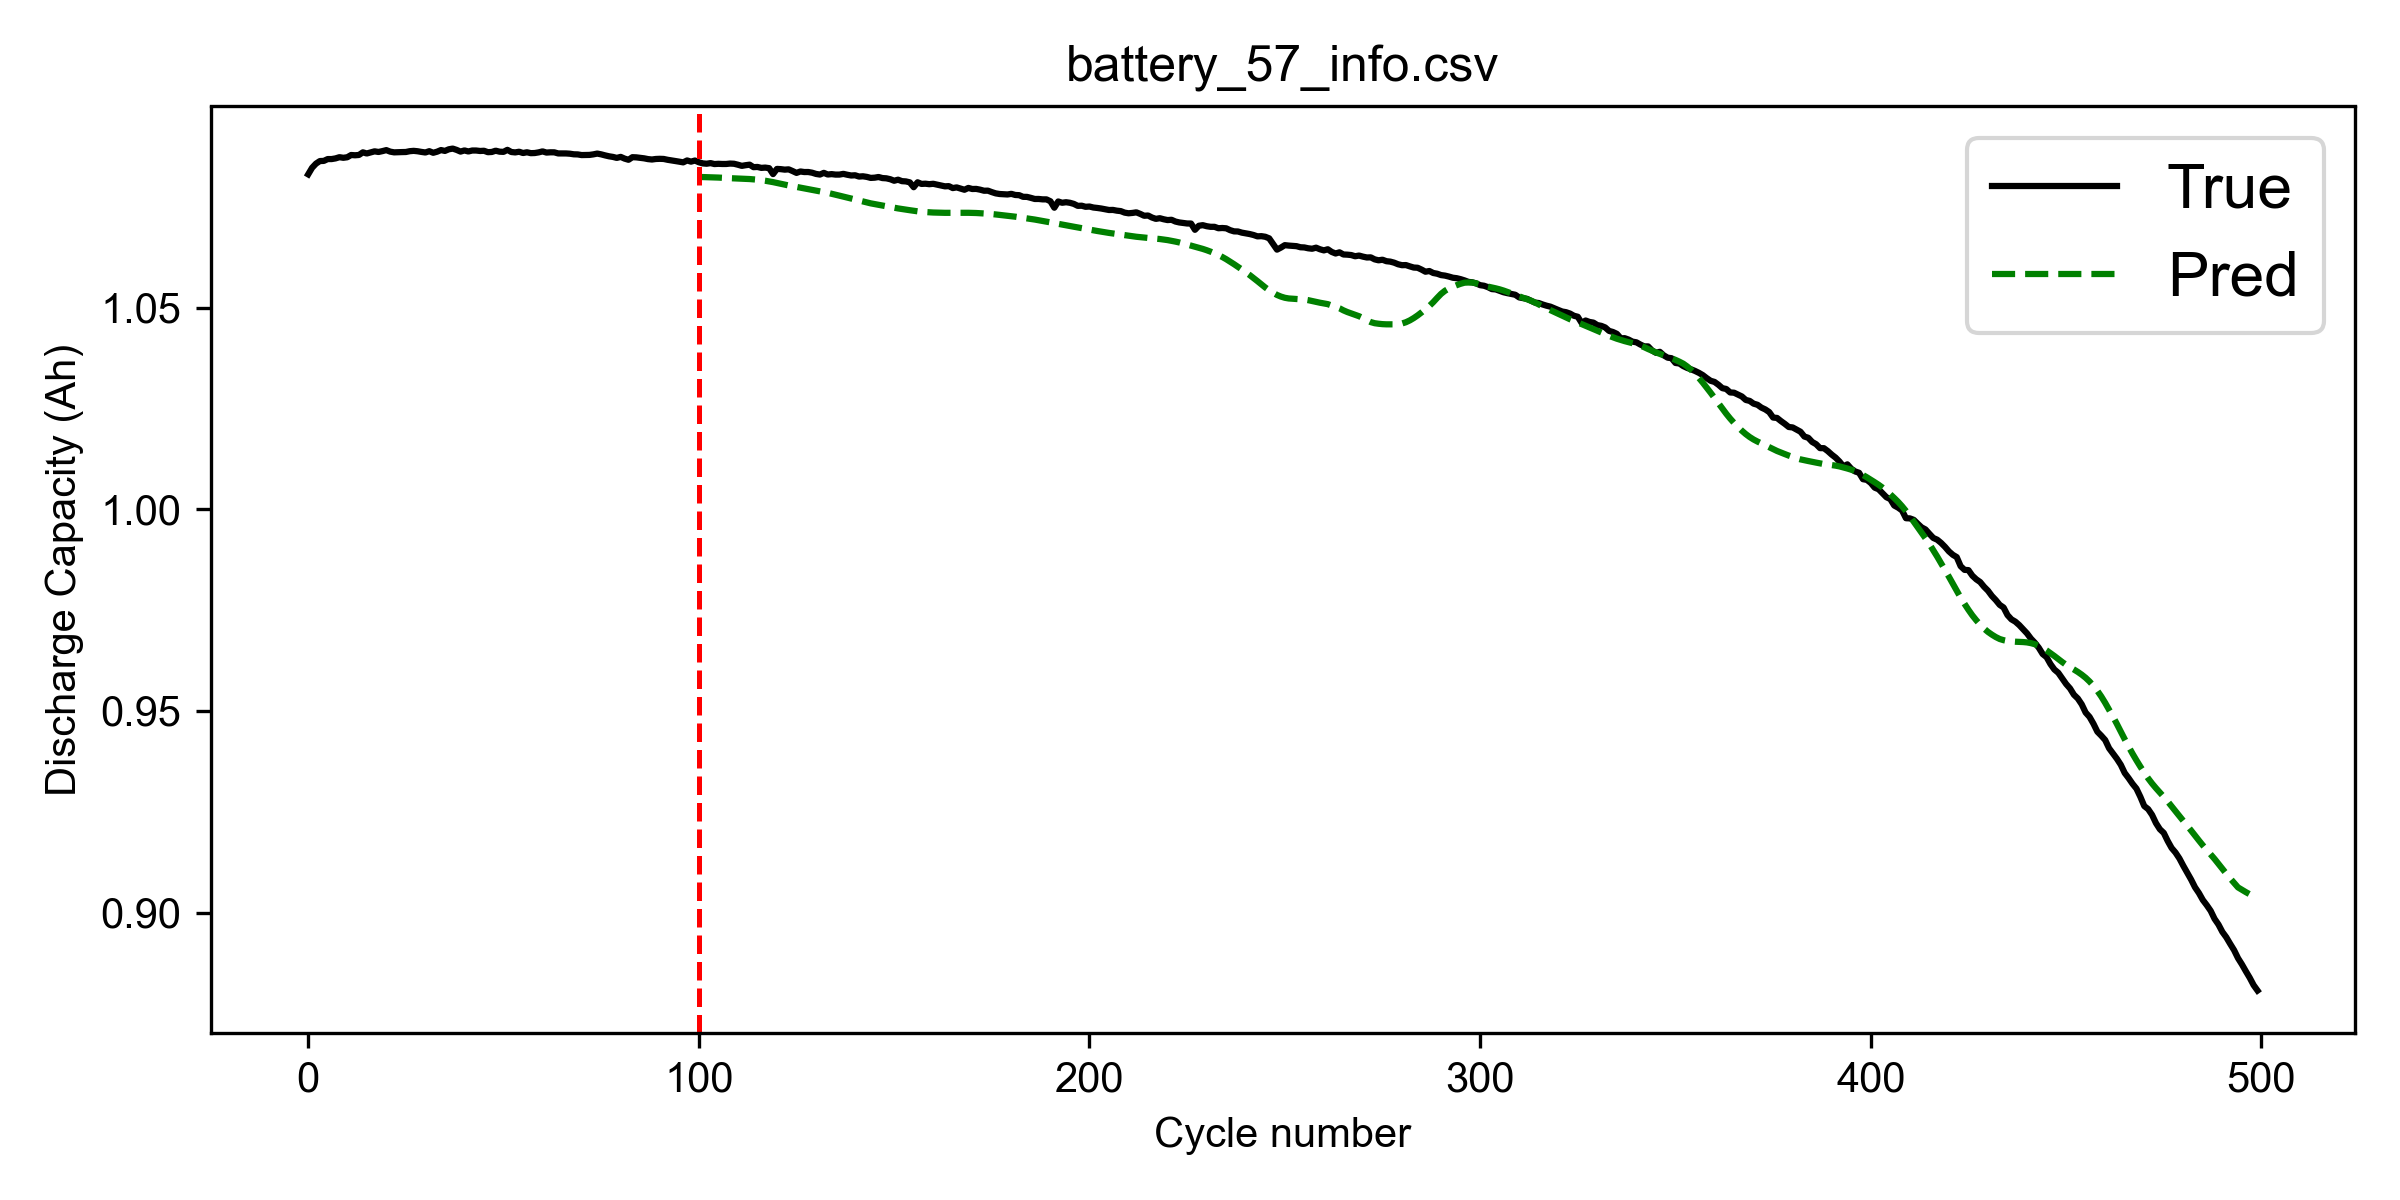 battery_57_info.csv
True
Pred
Discharge Capacity (Ah)
1.05
1.00
0.95
0.90
0 100 200 300 400 500
Cycle number